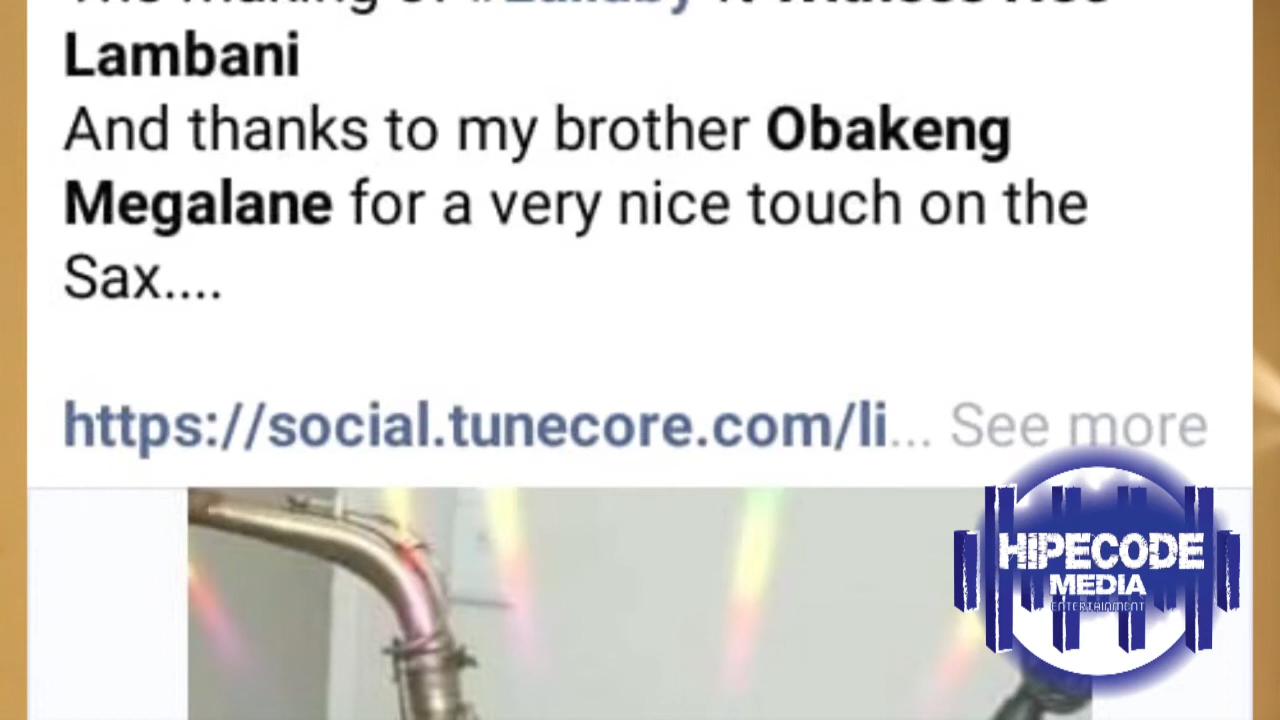 Lambani
And thanks to my brother Obakeng
Megalane for a very nice touch on the
Sax....
https://social.tunecore.com/li... See more
HIPECODE
MEDIA
ENTERTAINMENT